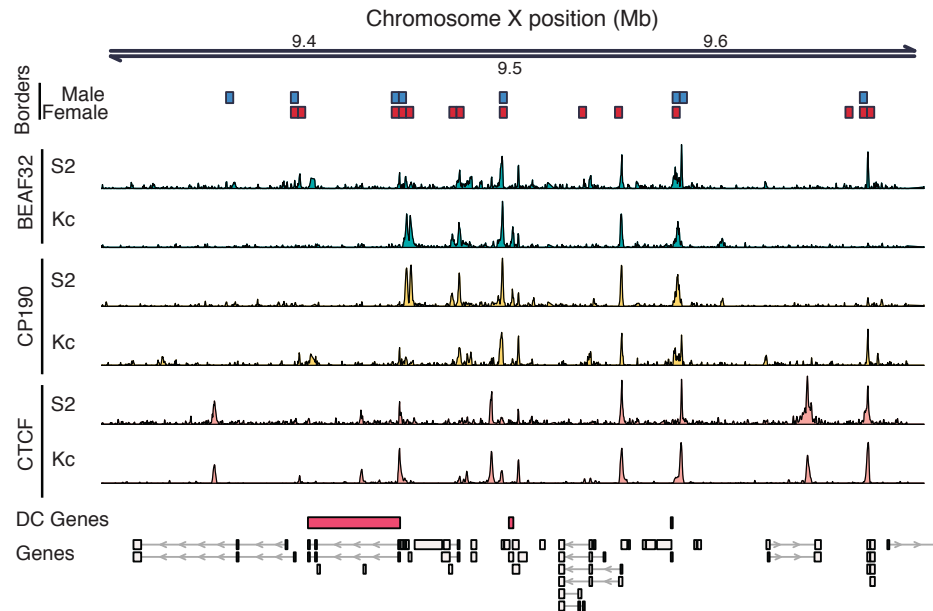 Chromosome X position (Mb)
9.4
9.6
9.5
Borders
Male
Female
BEAF32
S2
Kc
CP190
S2
Kc
CTCF
S2
Kc
DC Genes
Genes